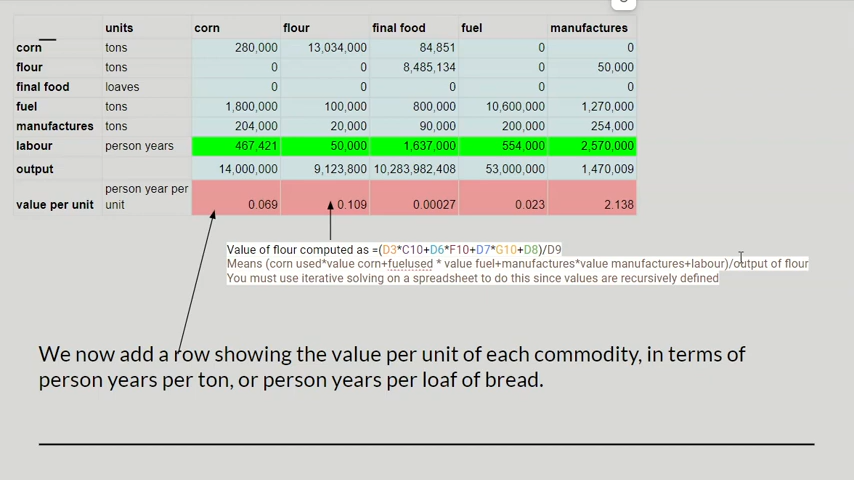 units corn flour final food fuel manufactures
corn tons 280,000 13,034,000 84,851 0 0
flour tons 0 0 8,485,134 0 50,000
final food loaves 0 0 0 0 0
fuel tons 1,800,000 100,000 800,000 10,600,000 1,270,000
manufactures tons 204,000 20,000 90,000 200,000 254,000
labour person years 467,421 50,000 1,637,000 554,000 2,570,000
output 14,000,000 9,123,800 10,283,982,408 53,000,000 1,470,009
person year per
value per unit unit 0.069 0.109 0.00027 0.023 2.138
Value of flour computed as =(D3*C10+D6*F10+D7*G10+D8)/D9
Means (corn used*value corn+fuelused * value fuel+manufactures*value manufactures+labour)/output of flour
You must use iterative solving on a spreadsheet to do this since values are recursively defined
We now add a row showing the value per unit of each commodity, in terms of
person years per ton, or person years per loaf of bread.